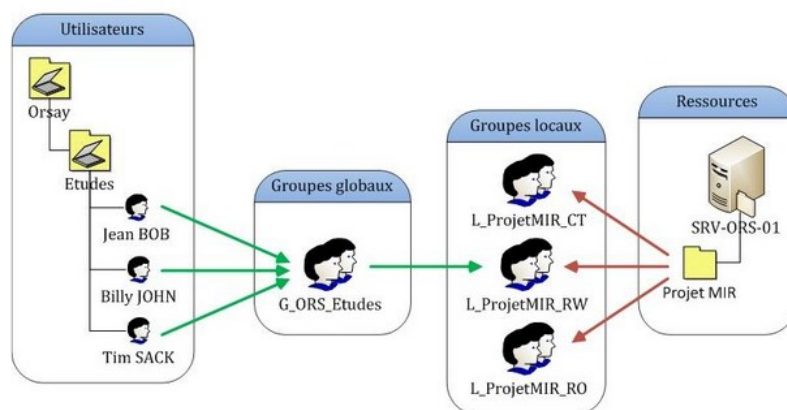 Utilisateurs
Orsay
Etudes
Jean BOB
Billy JOHN
Tim SACK
Groupes globaux
G_ORS_Etudes
Groupes locaux
L_ProjetMIR_CT
L_ProjetMIR_RW
L_ProjetMIR_RO
Ressources
SRV-ORS-01
Projet MIR